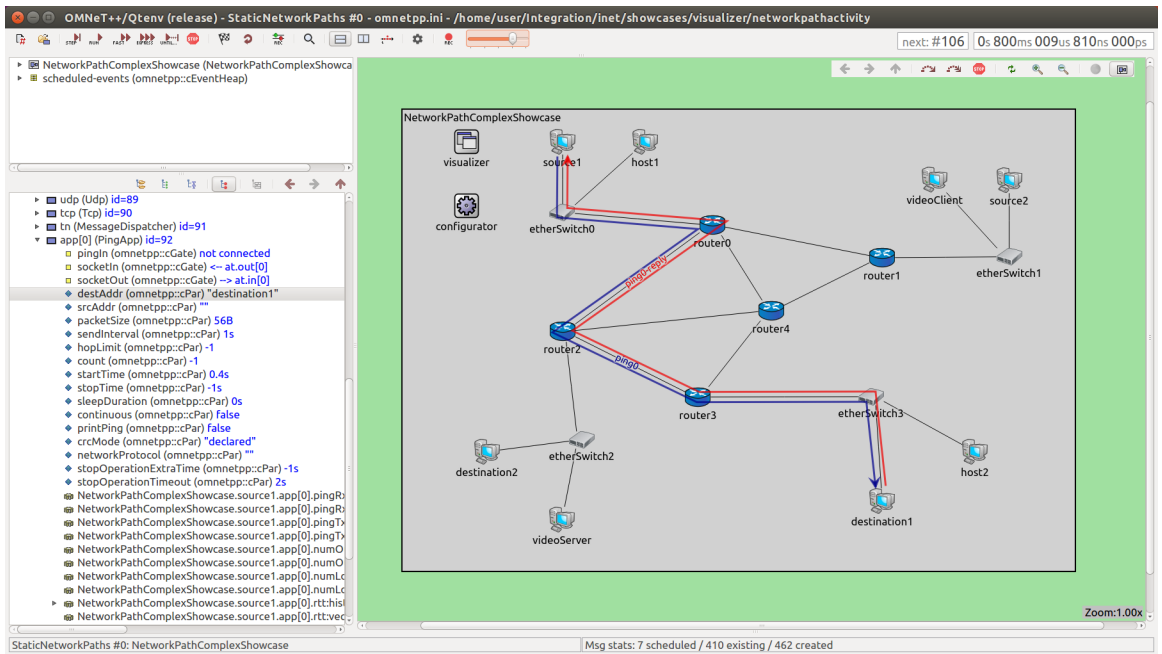 OMNeT++/Qtenv (release) - StaticNetworkPaths #0 - omnetpp.ini - /home/user/Integration/inet/showcases/visualizer/networkpathactivity
STEP RUN FAST EXPRESS UNTIL... STOP REC REC
next: #106 0s 800ms 009us 810ns 000ps
NetworkPathComplexShowcase (NetworkPathComplexShowca
scheduled-events (omnetpp::cEventHeap)
udp (Udp) id=89
tcp (Tcp) id=90
tn (MessageDispatcher) id=91
app[0] (PingApp) id=92
pingIn (omnetpp::cGate) not connected
socketIn (omnetpp::cGate) <-- at.out[0]
socketOut (omnetpp::cGate) --> at.in[0]
destAddr (omnetpp::cPar) "destination1"
srcAddr (omnetpp::cPar) ""
packetSize (omnetpp::cPar) 56B
sendInterval (omnetpp::cPar) 1s
hopLimit (omnetpp::cPar) -1
count (omnetpp::cPar) -1
startTime (omnetpp::cPar) 0.4s
stopTime (omnetpp::cPar) -1s
sleepDuration (omnetpp::cPar) 0s
continuous (omnetpp::cPar) false
printPing (omnetpp::cPar) false
crcMode (omnetpp::cPar) "declared"
networkProtocol (omnetpp::cPar) ""
stopOperationExtraTime (omnetpp::cPar) -1s
stopOperationTimeout (omnetpp::cPar) 2s
NetworkPathComplexShowcase.source1.app[0].pingRx
NetworkPathComplexShowcase.source1.app[0].pingRx
NetworkPathComplexShowcase.source1.app[0].pingTx
NetworkPathComplexShowcase.source1.app[0].pingTx
NetworkPathComplexShowcase.source1.app[0].numO
NetworkPathComplexShowcase.source1.app[0].numO
NetworkPathComplexShowcase.source1.app[0].numLo
NetworkPathComplexShowcase.source1.app[0].numLo
NetworkPathComplexShowcase.source1.app[0].rtt:hist
NetworkPathComplexShowcase.source1.app[0].rtt:vec
STOP
NetworkPathComplexShowcase
visualizer
source1
host1
configurator
etherSwitch0
router0
videoClient
source2
router1
etherSwitch1
ping0-reply
router4
router2
ping0
router3
etherSwitch3
destination2
etherSwitch2
host2
destination1
videoServer
Zoom:1.00x
StaticNetworkPaths #0: NetworkPathComplexShowcase
Msg stats: 7 scheduled / 410 existing / 462 created